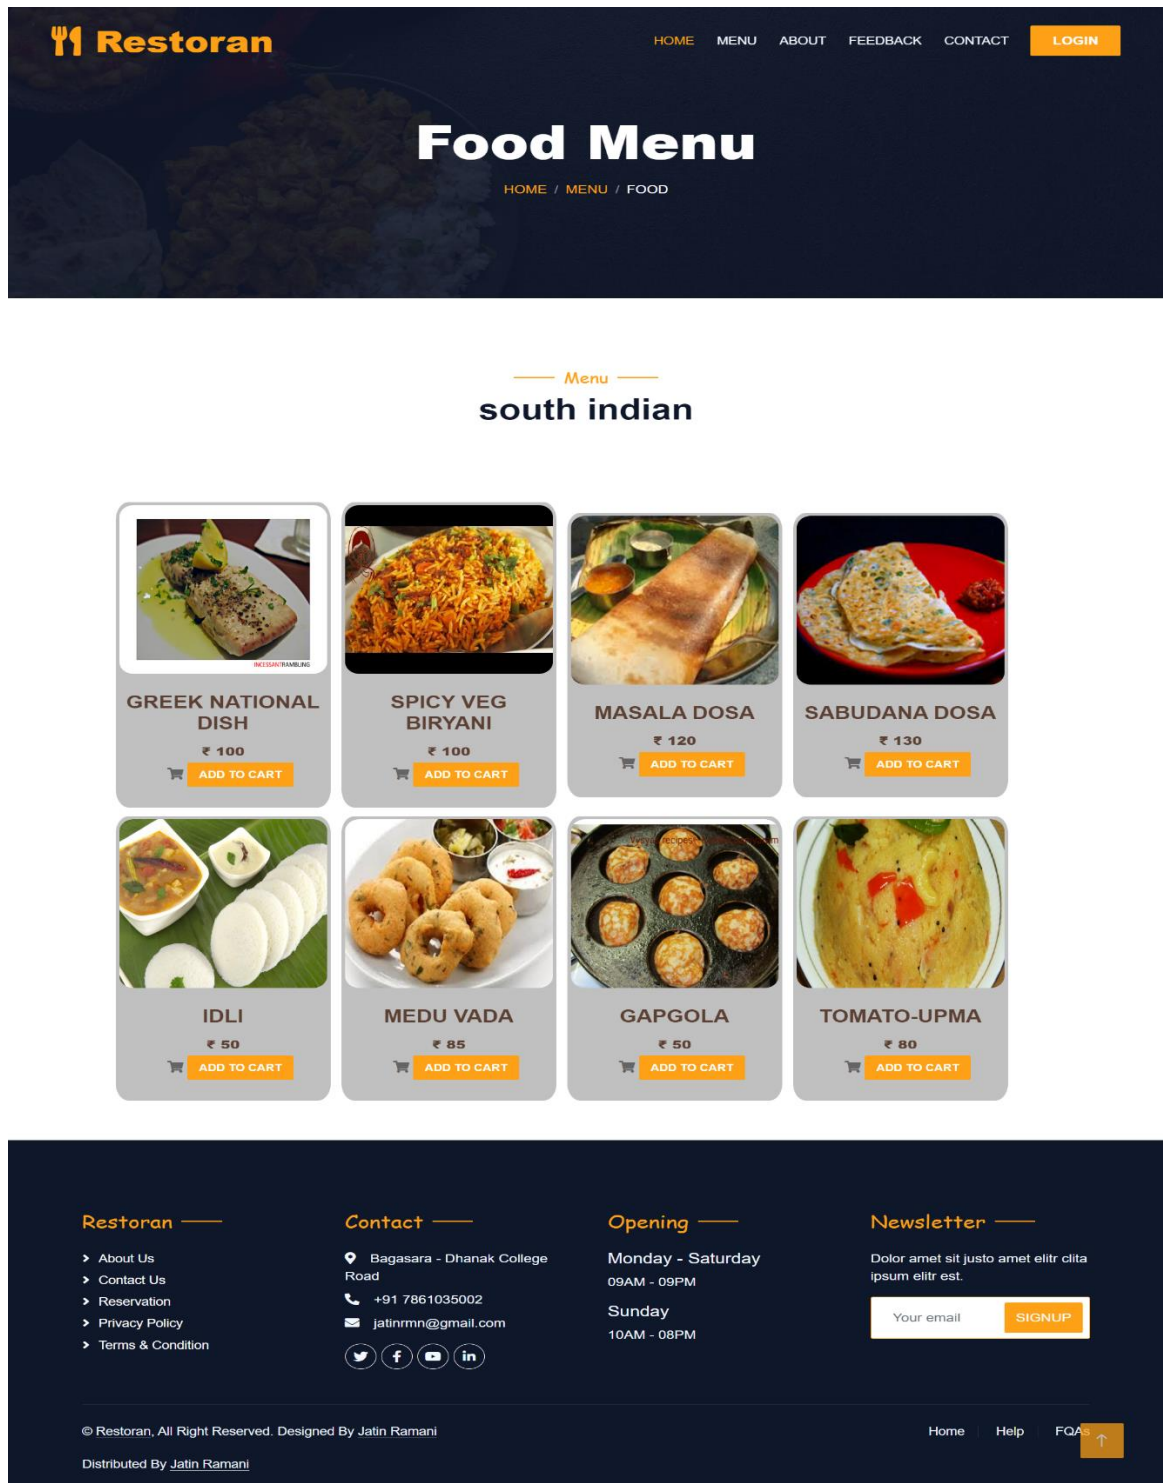 Restoran
HOME MENU ABOUT FEEDBACK CONTACT LOGIN
Food Menu
HOME / MENU / FOOD
Menu
south indian
INCESSANTRAMBLING
GREEK NATIONAL
DISH
₹ 100
ADD TO CART
SPICY VEG
BIRYANI
₹ 100
ADD TO CART
MASALA DOSA
₹ 120
ADD TO CART
SABUDANA DOSA
₹ 130
ADD TO CART
IDLI
₹ 50
ADD TO CART
MEDU VADA
₹ 85
ADD TO CART
GAPGOLA
₹ 50
ADD TO CART
TOMATO-UPMA
₹ 80
ADD TO CART
Restoran
About Us
Contact Us
Reservation
Privacy Policy
Terms & Condition
Contact
Bagasara - Dhanak College
Road
+91 7861035002
jatinrmn@gmail.com
Opening
Monday - Saturday
09AM - 09PM
Sunday
10AM - 08PM
Newsletter
Dolor amet sit justo amet elitr clita
ipsum elitr est.
Your email SIGNUP
© Restoran, All Right Reserved. Designed By Jatin Ramani
Distributed By Jatin Ramani
Home Help FQAs